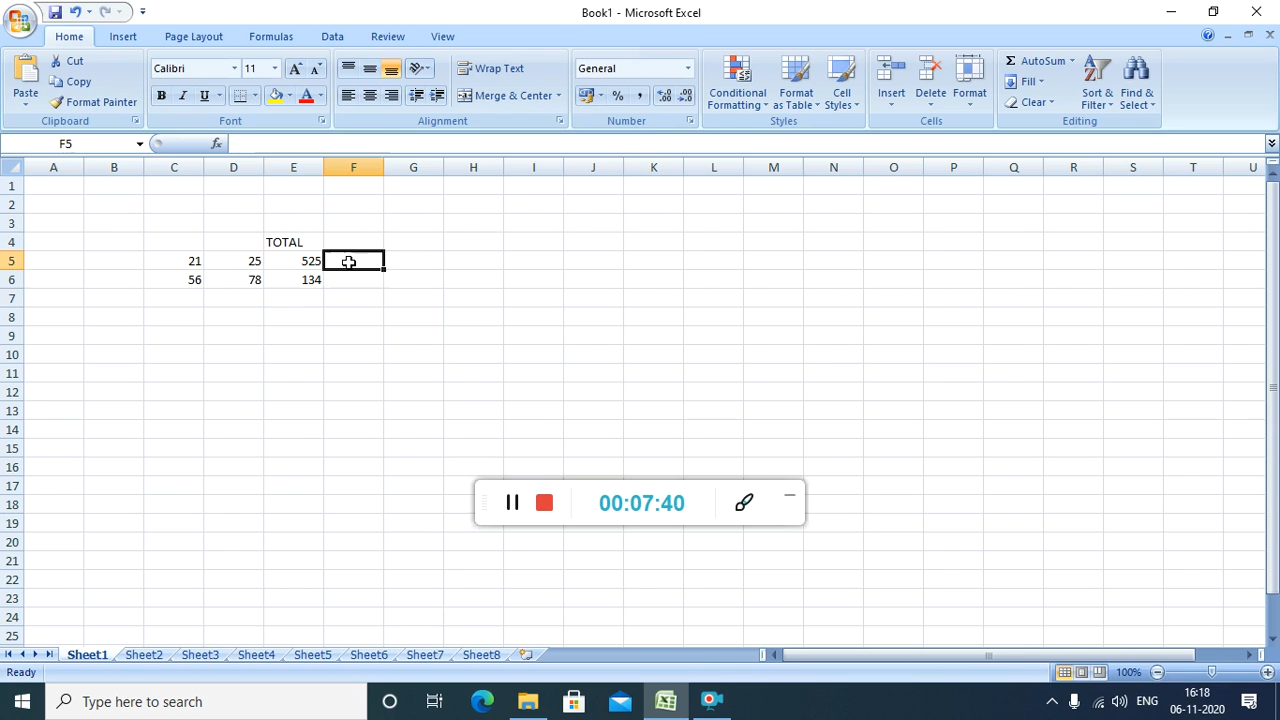 Book1 - Microsoft Excel
Home Insert Page Layout Formulas Data Review View
Cut
Copy
Format Painter
Paste
Clipboard
Calibri 11
B I U
Font
Wrap Text
Merge & Center
Alignment
General
% ,
Number
Conditional Formatting
Format as Table
Cell Styles
Styles
Insert Delete Format
Cells
Σ AutoSum
Fill
Clear
Sort & Filter
Find & Select
Editing
F5 fx
A B C D E F G H I J K L M N O P Q R S T U
1
2
3
4 TOTAL
5 21 25 525
6 56 78 134
7
8
9
10
11
12
13
14
15
16
17
18
19
20
21
22
23
24
25
00:07:40
Sheet1 Sheet2 Sheet3 Sheet4 Sheet5 Sheet6 Sheet7 Sheet8
Ready 100%
Type here to search
ENG
16:18
06-11-2020